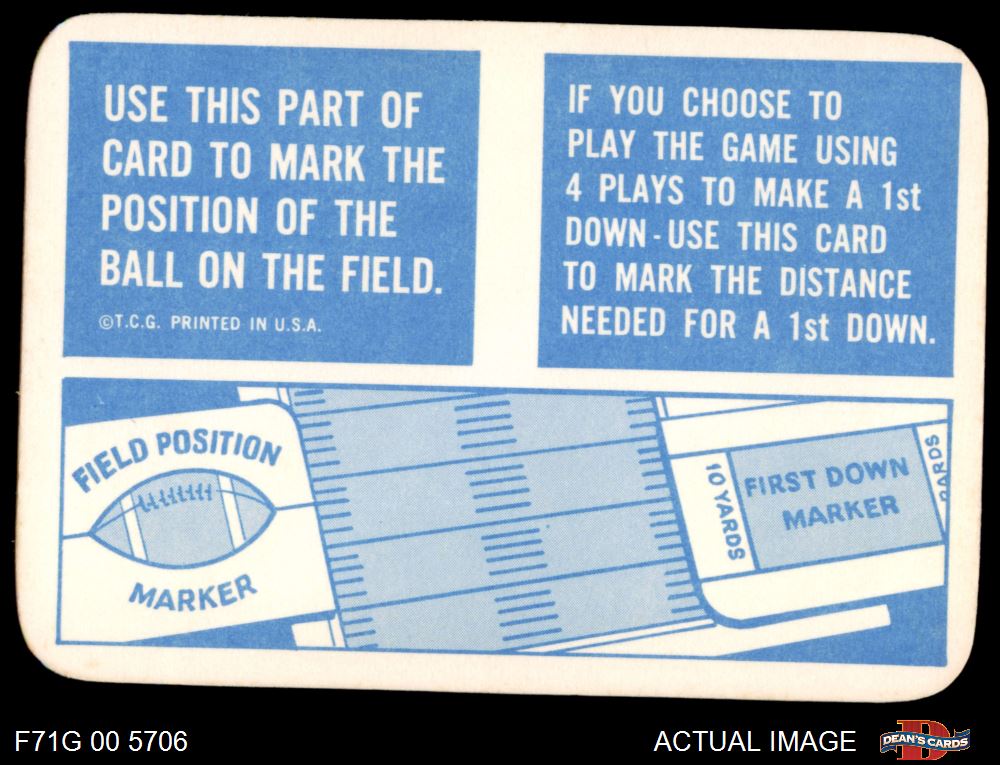 USE THIS PART OF
CARD TO MARK THE
POSITION OF THE
BALL ON THE FIELD.
©T.C.G. PRINTED IN U.S.A.
IF YOU CHOOSE TO
PLAY THE GAME USING
4 PLAYS TO MAKE A 1st
DOWN-USE THIS CARD
TO MARK THE DISTANCE
NEEDED FOR A 1st DOWN.
FIELD POSITION
MARKER
10 YARDS
FIRST DOWN
MARKER
F71G 00 5706
ACTUAL IMAGE
DEAN'S CARDS